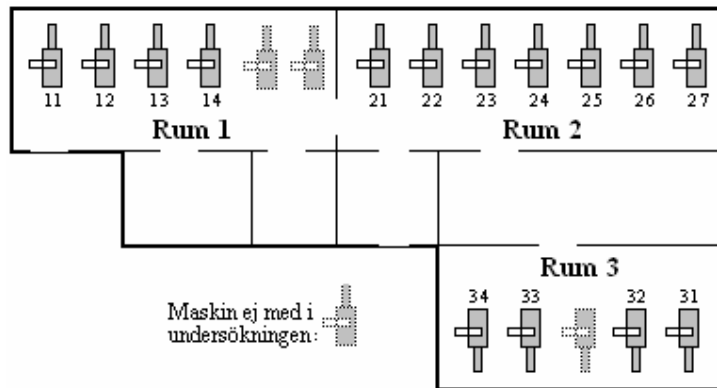 11 12 13 14 21 22 23 24 25 26 27
Rum 1 Rum 2
Rum 3
34 33 32 31
Maskin ej med i
undersökningen: